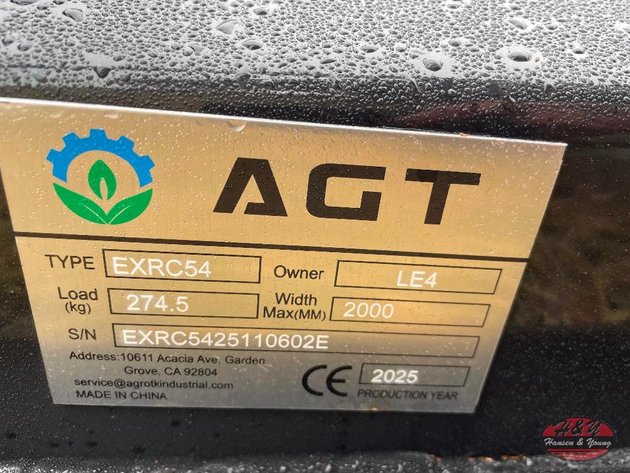 AGT
TYPE EXRC54 Owner LE4
Load (kg) 274.5 Width Max(MM) 2000
S/N EXRC5425110602E
Address:10611 Acacia Ave, Garden
Grove, CA 92804
service@agrotkindustrial.com
MADE IN CHINA
CE 2025
PRODUCTION YEAR
H&Y
Hansen & Young